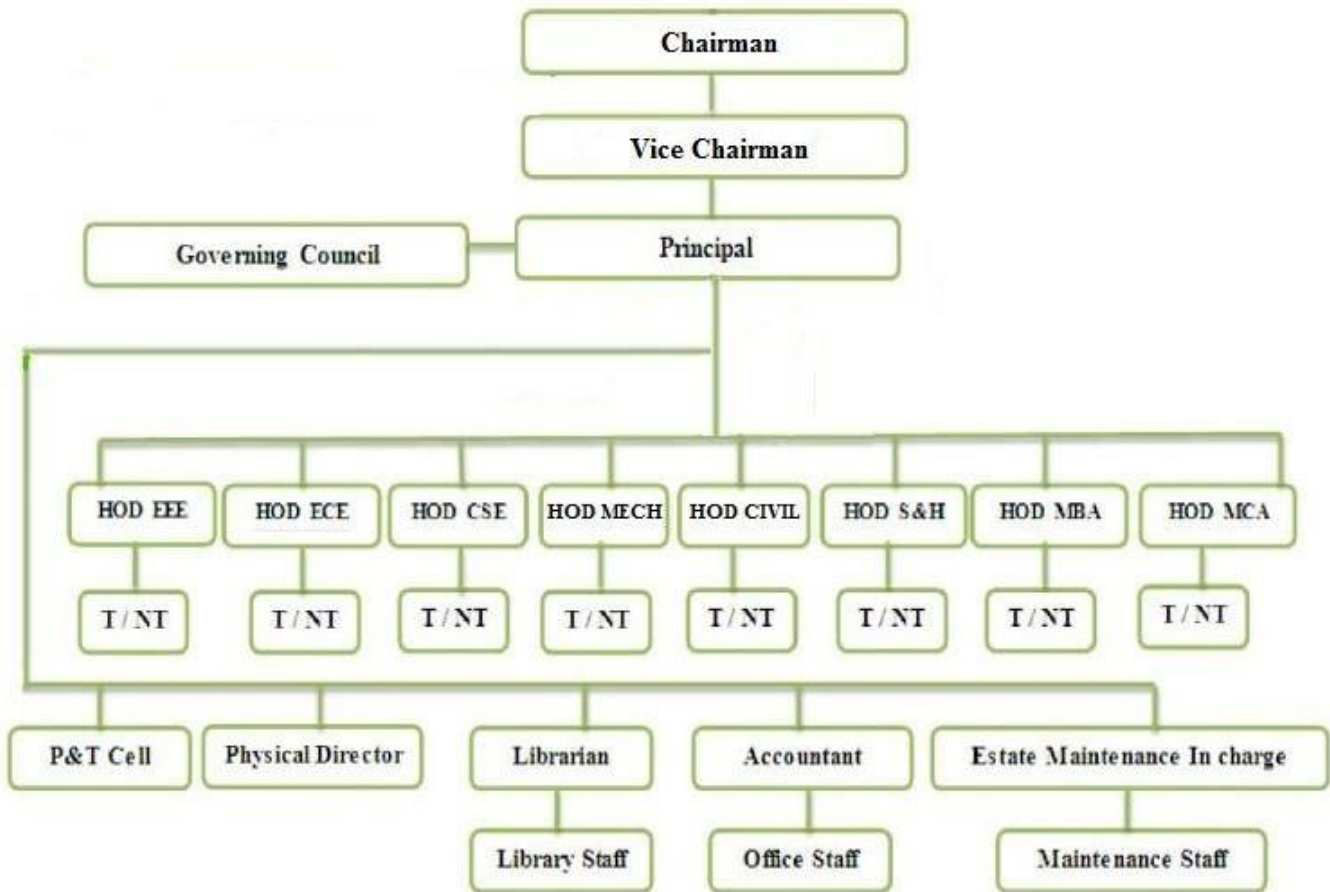 Chairman
Vice Chairman
Governing Council
Principal
HOD EEE
HOD ECE
HOD CSE
HOD MECH
HOD CIVIL
HOD S&H
HOD MBA
HOD MCA
T / NT
T / NT
T / NT
T / NT
T / NT
T / NT
T / NT
T / NT
P&T Cell
Physical Director
Librarian
Accountant
Estate Maintenance In charge
Library Staff
Office Staff
Maintenance Staff